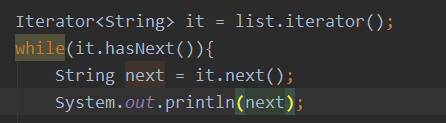 Iterator<String> it = list.iterator();
while(it.hasNext()){
    String next = it.next();
    System.out.println(next);